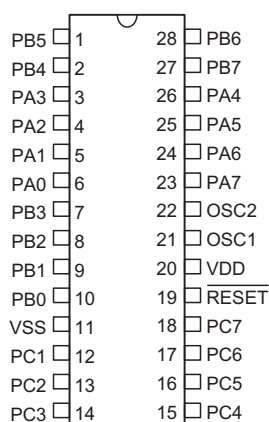 PB5 1 28 PB6
PB4 2 27 PB7
PA3 3 26 PA4
PA2 4 25 PA5
PA1 5 24 PA6
PA0 6 23 PA7
PB3 7 22 OSC2
PB2 8 21 OSC1
PB1 9 20 VDD
PB0 10 19 RESET
VSS 11 18 PC7
PC1 12 17 PC6
PC2 13 16 PC5
PC3 14 15 PC4